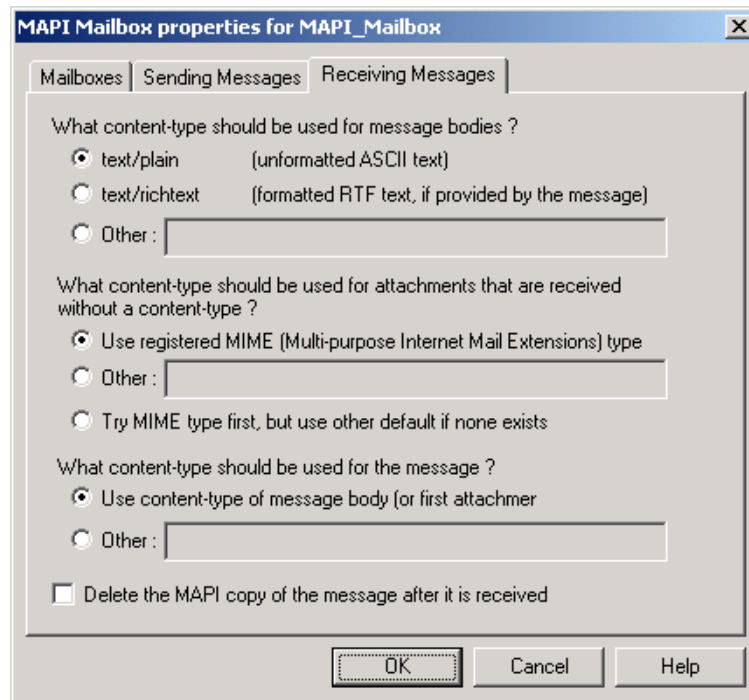 MAPI Mailbox properties for MAPI_Mailbox
Mailboxes Sending Messages Receiving Messages
What content-type should be used for message bodies ?
text/plain (unformatted ASCII text)
text/richtext (formatted RTF text, if provided by the message)
Other :
What content-type should be used for attachments that are received
without a content-type ?
Use registered MIME (Multi-purpose Internet Mail Extensions) type
Other :
Try MIME type first, but use other default if none exists
What content-type should be used for the message ?
Use content-type of message body (or first attachmer
Other :
Delete the MAPI copy of the message after it is received
OK Cancel Help